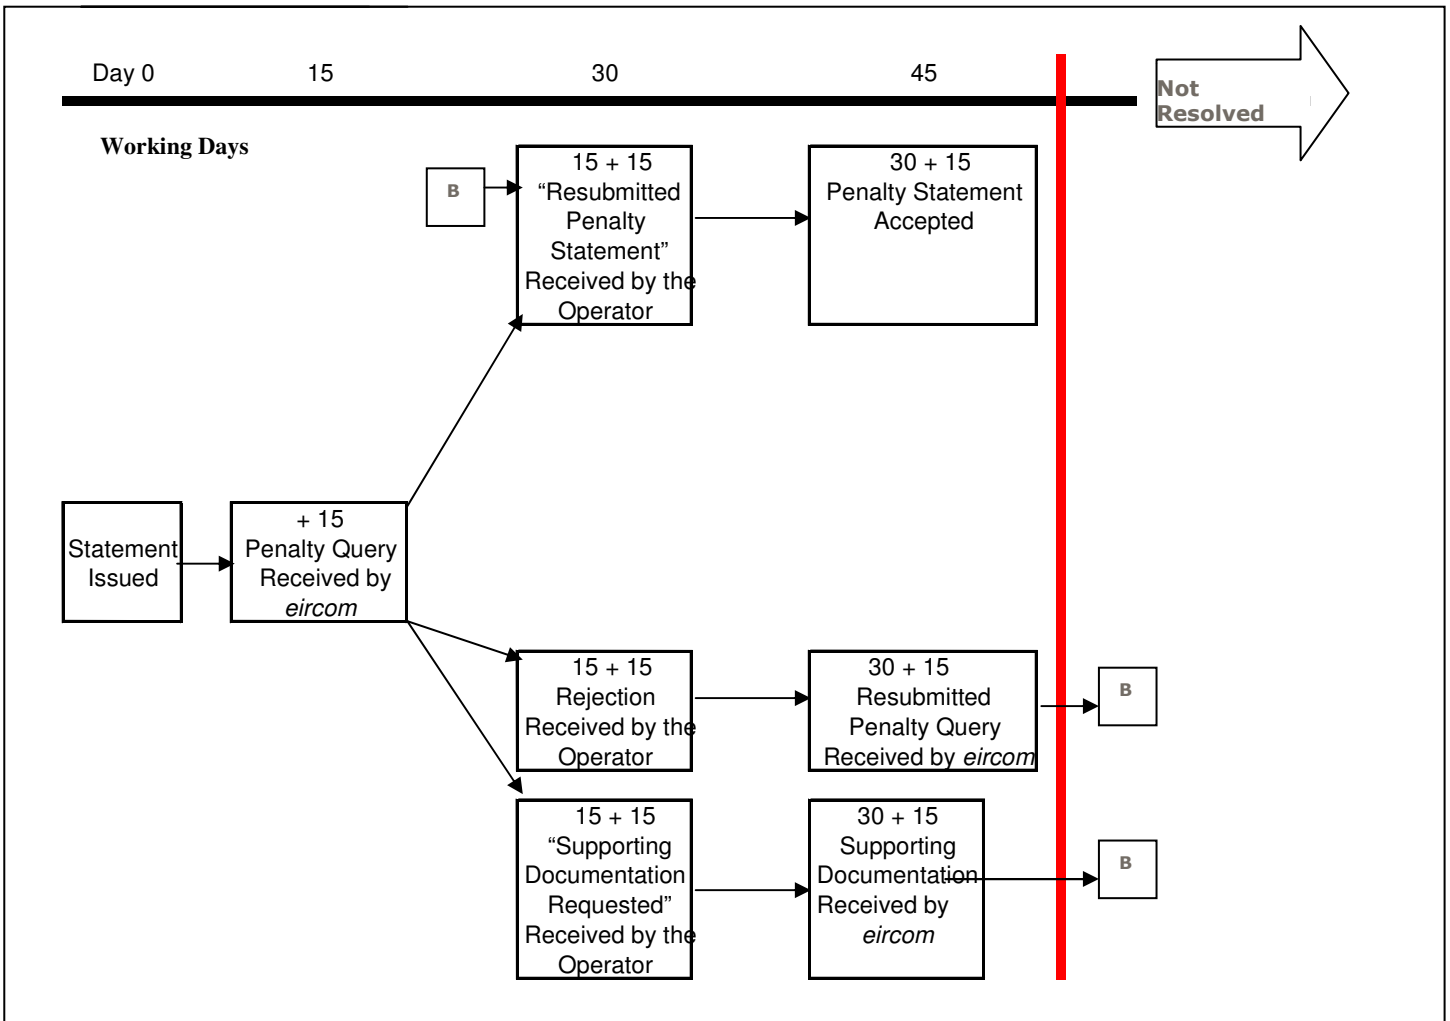 Day 0 15 30 45
Not
Resolved
Working Days
B
15 + 15
“Resubmitted
Penalty
Statement”
Received by the
Operator
30 + 15
Penalty Statement
Accepted
Statement
Issued
+ 15
Penalty Query
Received by
eircom
15 + 15
Rejection
Received by the
Operator
30 + 15
Resubmitted
Penalty Query
Received by eircom
B
15 + 15
“Supporting
Documentation
Requested”
Received by the
Operator
30 + 15
Supporting
Documentation
Received by
eircom
B